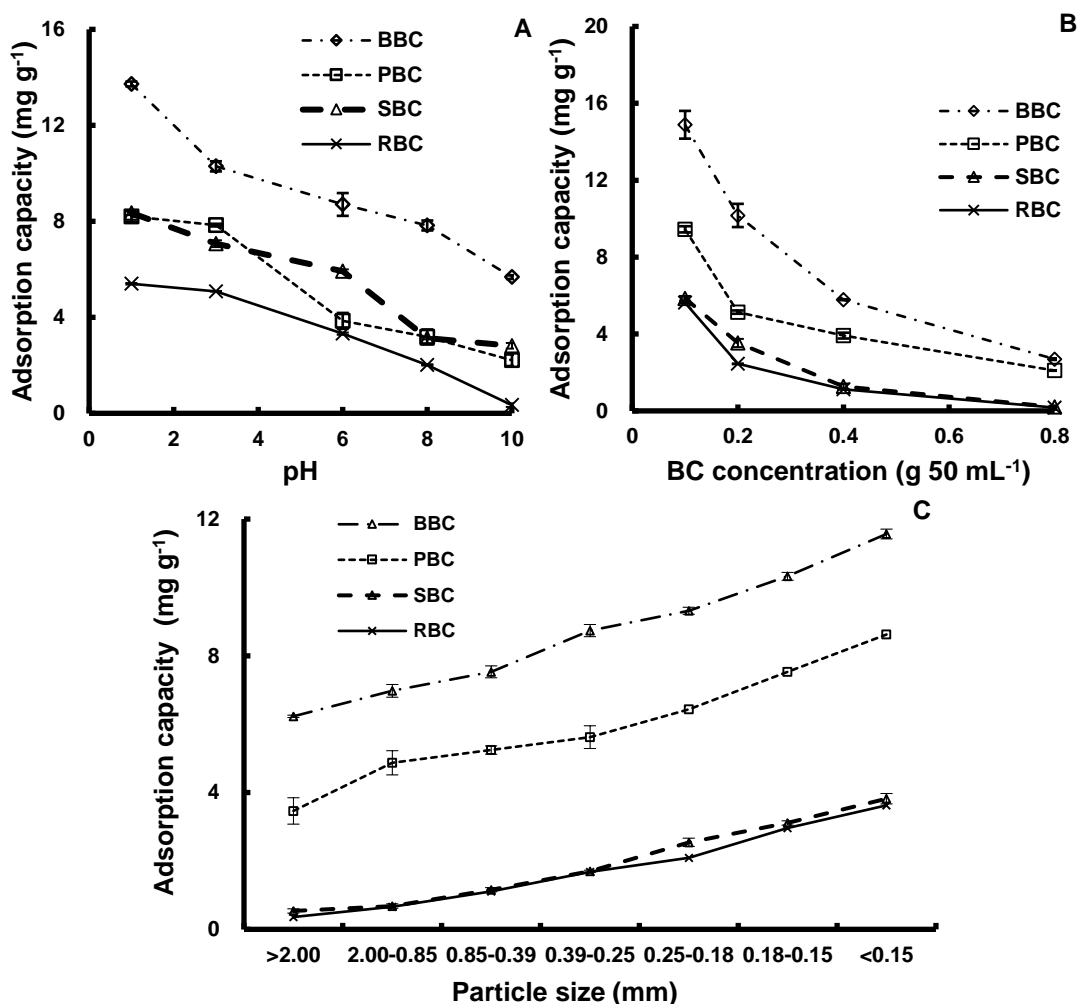 A
BBC
PBC
SBC
RBC
Adsorption capacity (mg g-1)
16
12
8
4
0
0 2 4 6 8 10
pH
B
BBC
PBC
SBC
RBC
Adsorption capacity (mg g-1)
20
16
12
8
4
0
0 0.2 0.4 0.6 0.8
BC concentration (g 50 mL-1)
C
BBC
PBC
SBC
RBC
Adsorption capacity (mg g-1)
12
8
4
0
>2.00 2.00-0.85 0.85-0.39 0.39-0.25 0.25-0.18 0.18-0.15 <0.15
Particle size (mm)